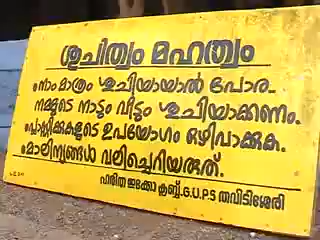 ശുചിത്വം മഹത്വം
•നാം മാത്രം ശുചിയായാൽ പോര-
നമ്മുടെ നാടും വീടും ശുചിയാക്കണം.
•പ്ലാസ്റ്റിക്കുകളുടെ ഉപയോഗം ഒഴിവാക്കുക.
•മാലിന്യങ്ങൾ വലിച്ചെറിയരുത്.
ഹരിത ഇക്കോ ക്ലബ്ബ്.G.U.P.S തവിടിശ്ശേരി